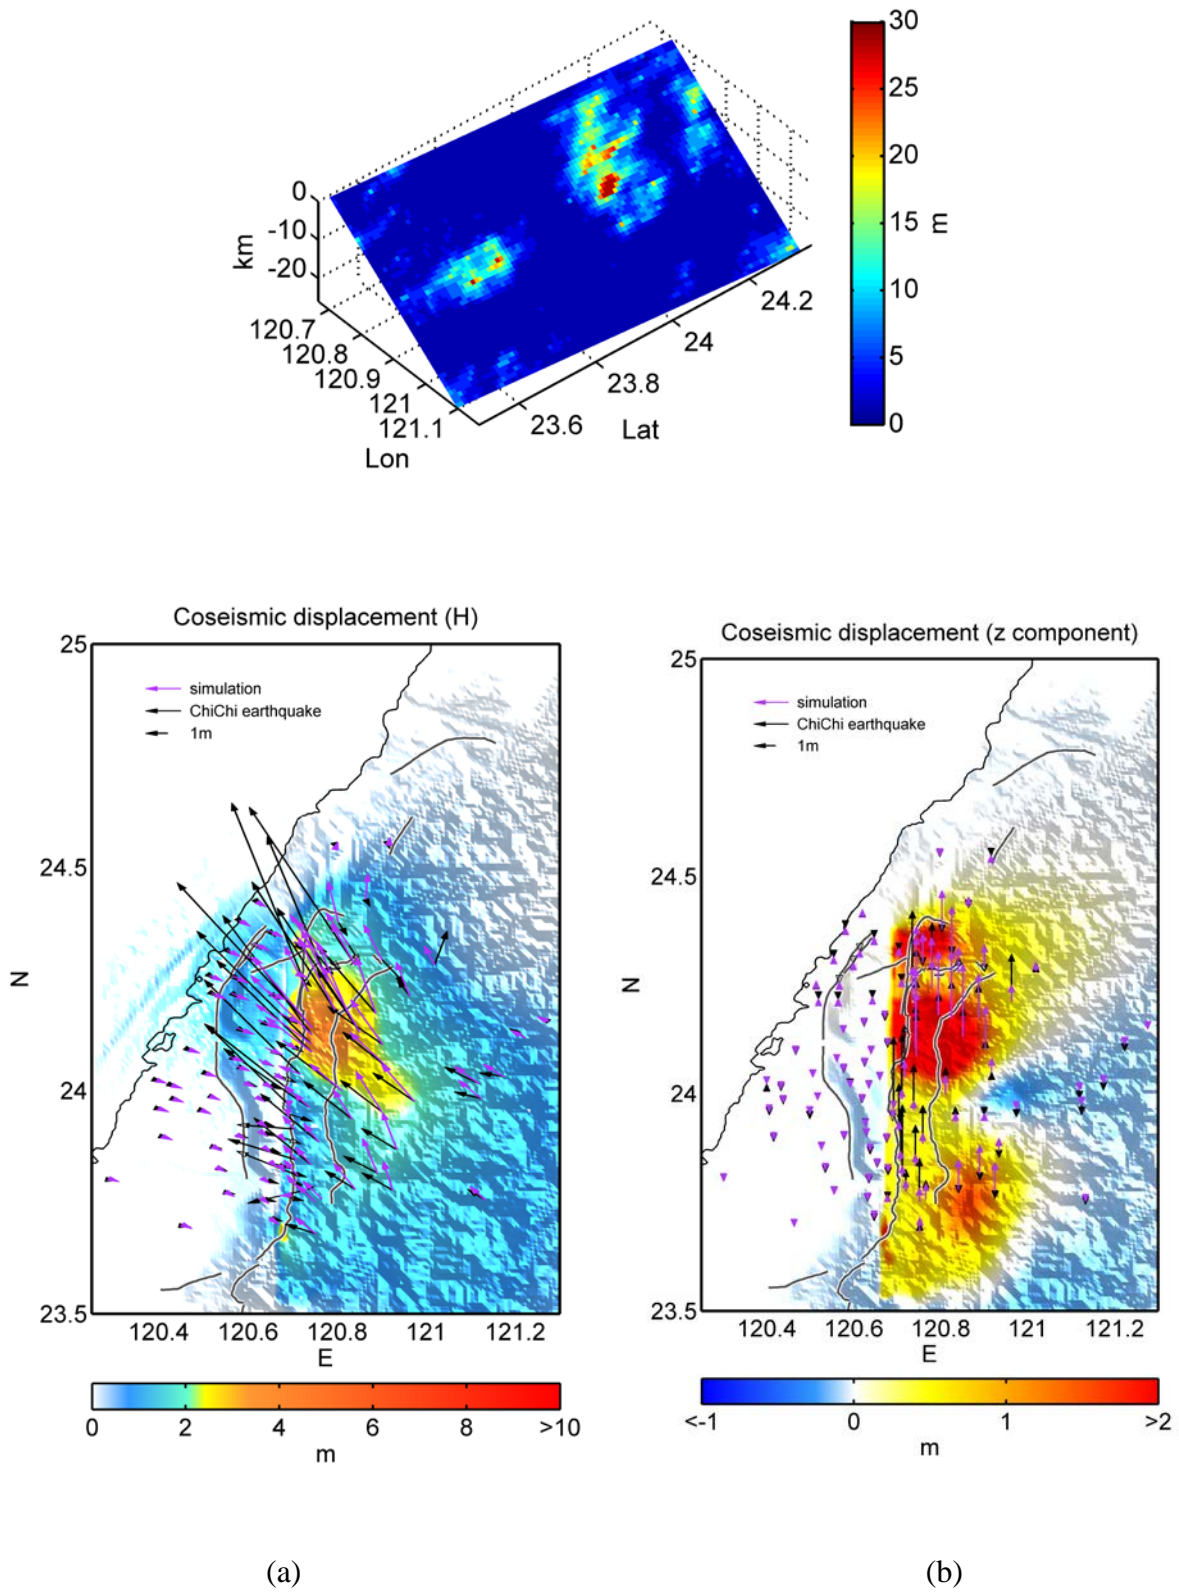 30
25
20
15
10
5
0
m
0
-10
-20
km
120.7
120.8
120.9
121
121.1
Lon
23.6
23.8
24
24.2
Lat
Coseismic displacement (H)
simulation
ChiChi earthquake
1m
25
24.5
24
23.5
N
120.4 120.6 120.8 121 121.2
E
0 2 4 6 8 >10
m
Coseismic displacement (z component)
simulation
ChiChi earthquake
1m
25
24.5
24
23.5
N
120.4 120.6 120.8 121 121.2
E
<-1 0 1 >2
m
(a) (b)